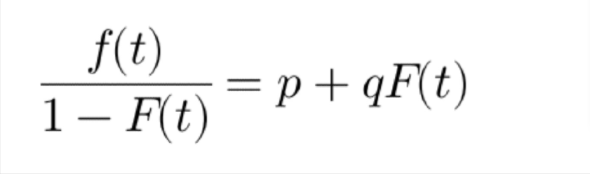 f(t) / (1 − F(t)) = p + qF(t)